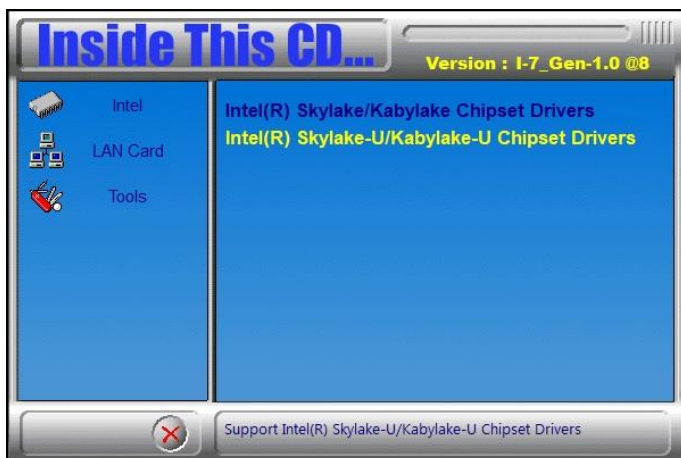 Inside This CD...
Version : I-7_Gen-1.0 @8
Intel
LAN Card
Tools
Intel(R) Skylake/Kabylake Chipset Drivers
Intel(R) Skylake-U/Kabylake-U Chipset Drivers
Support Intel(R) Skylake-U/Kabylake-U Chipset Drivers